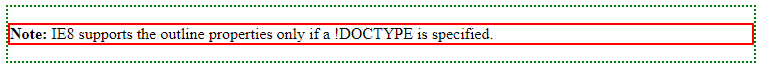 Note: IE8 supports the outline properties only if a !DOCTYPE is specified.